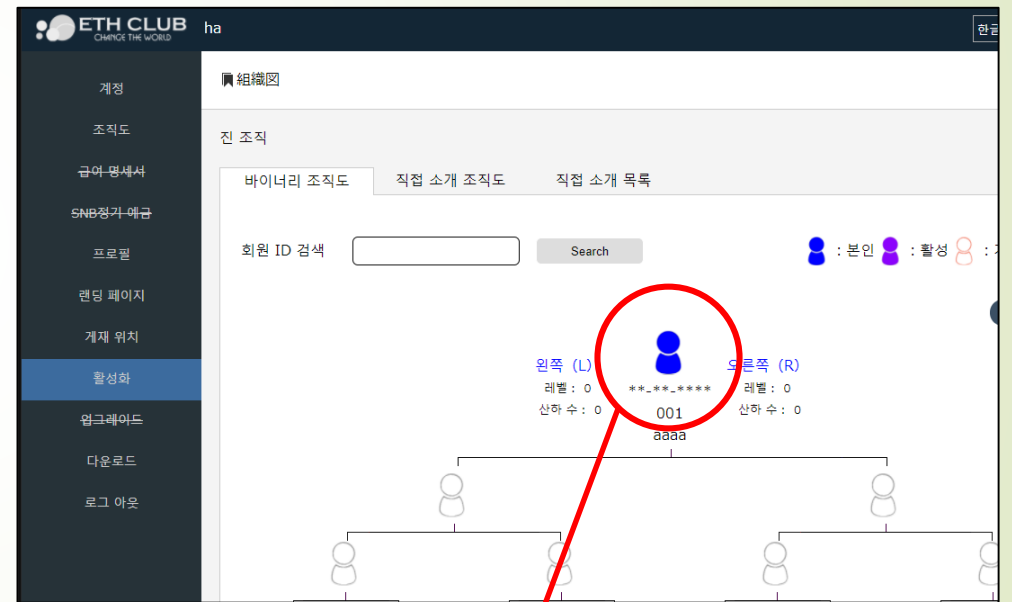 ETH CLUB
CHANGE THE WORLD
ha
한글
계정
조직도
급여 명세서
SNB정기 예금
프로필
랜딩 페이지
게재 위치
활성화
업그레이드
다운로드
로그 아웃
組織図
진 조직
바이너리 조직도 직접 소개 조직도 직접 소개 목록
회원 ID 검색 Search : 본인 : 활성 :
왼쪽 (L) 오른쪽 (R)
레벨 : 0 **-**-**** 레벨 : 0
산하 수 : 0 001 산하 수 : 0
aaaa